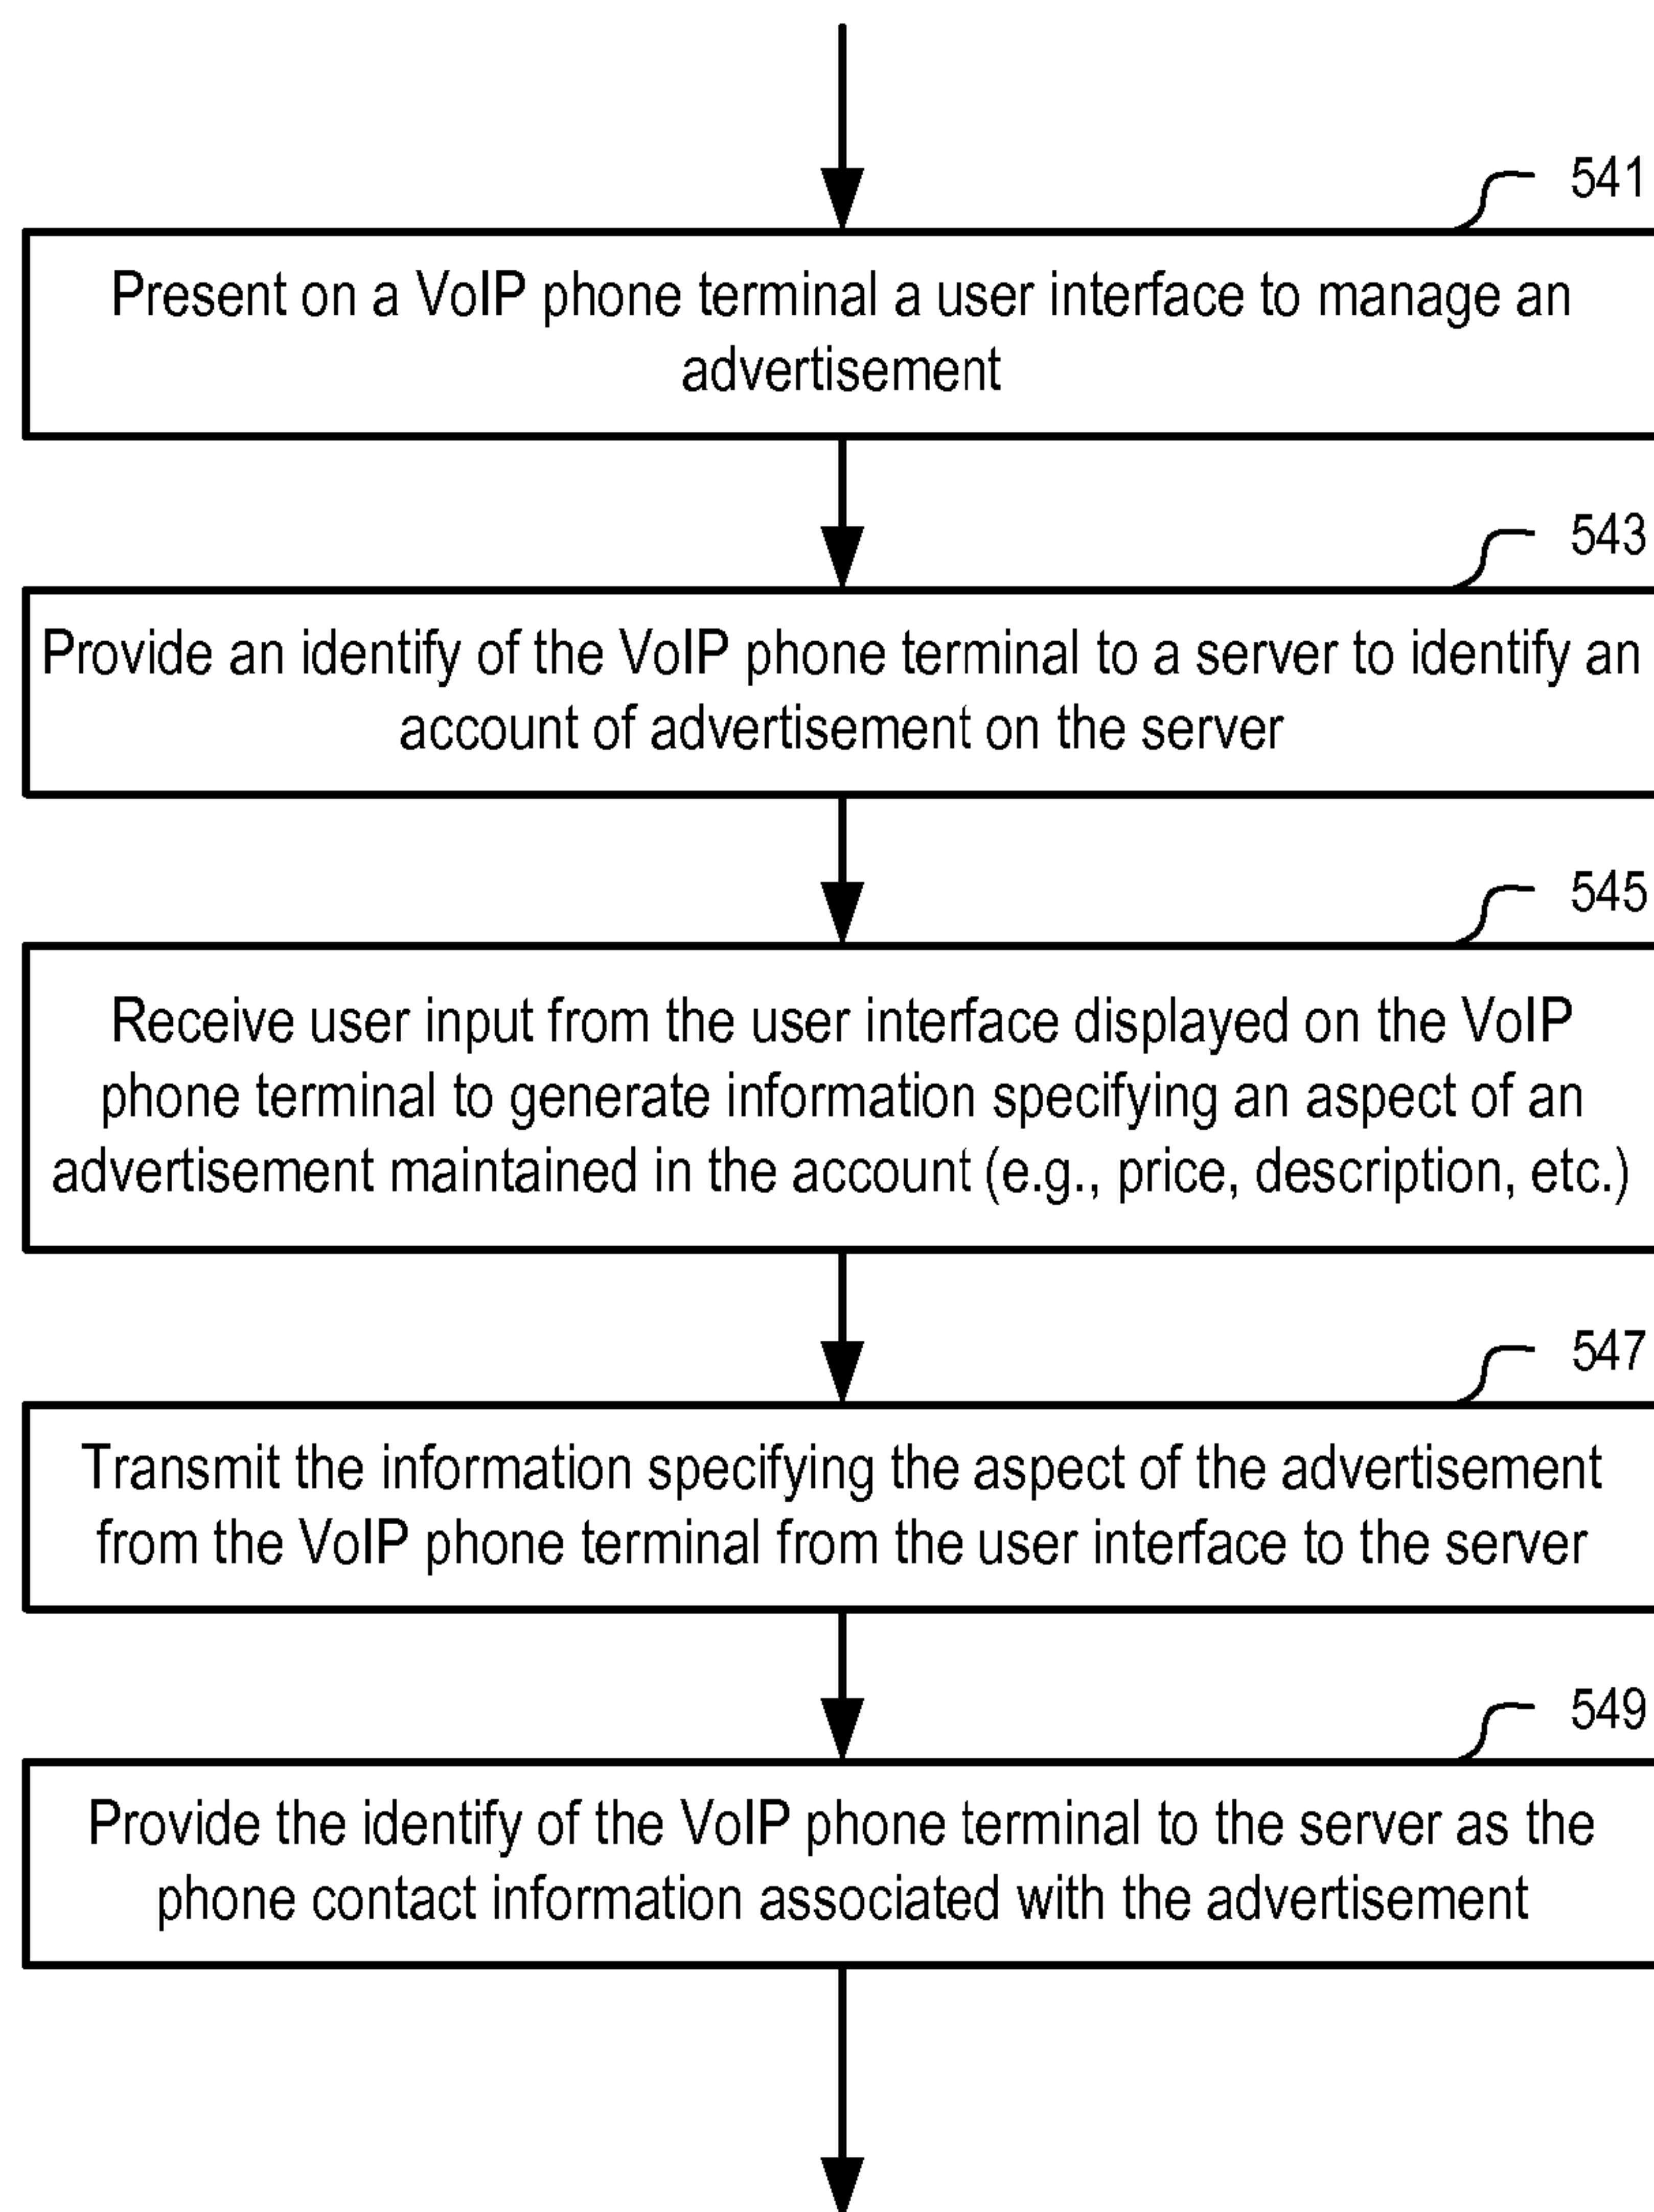 541
Present on a VoIP phone terminal a user interface to manage an
advertisement
543
Provide an identify of the VoIP phone terminal to a server to identify an
account of advertisement on the server
545
Receive user input from the user interface displayed on the VoIP
phone terminal to generate information specifying an aspect of an
advertisement maintained in the account (e.g., price, description, etc.)
547
Transmit the information specifying the aspect of the advertisement
from the VoIP phone terminal from the user interface to the server
549
Provide the identify of the VoIP phone terminal to the server as the
phone contact information associated with the advertisement